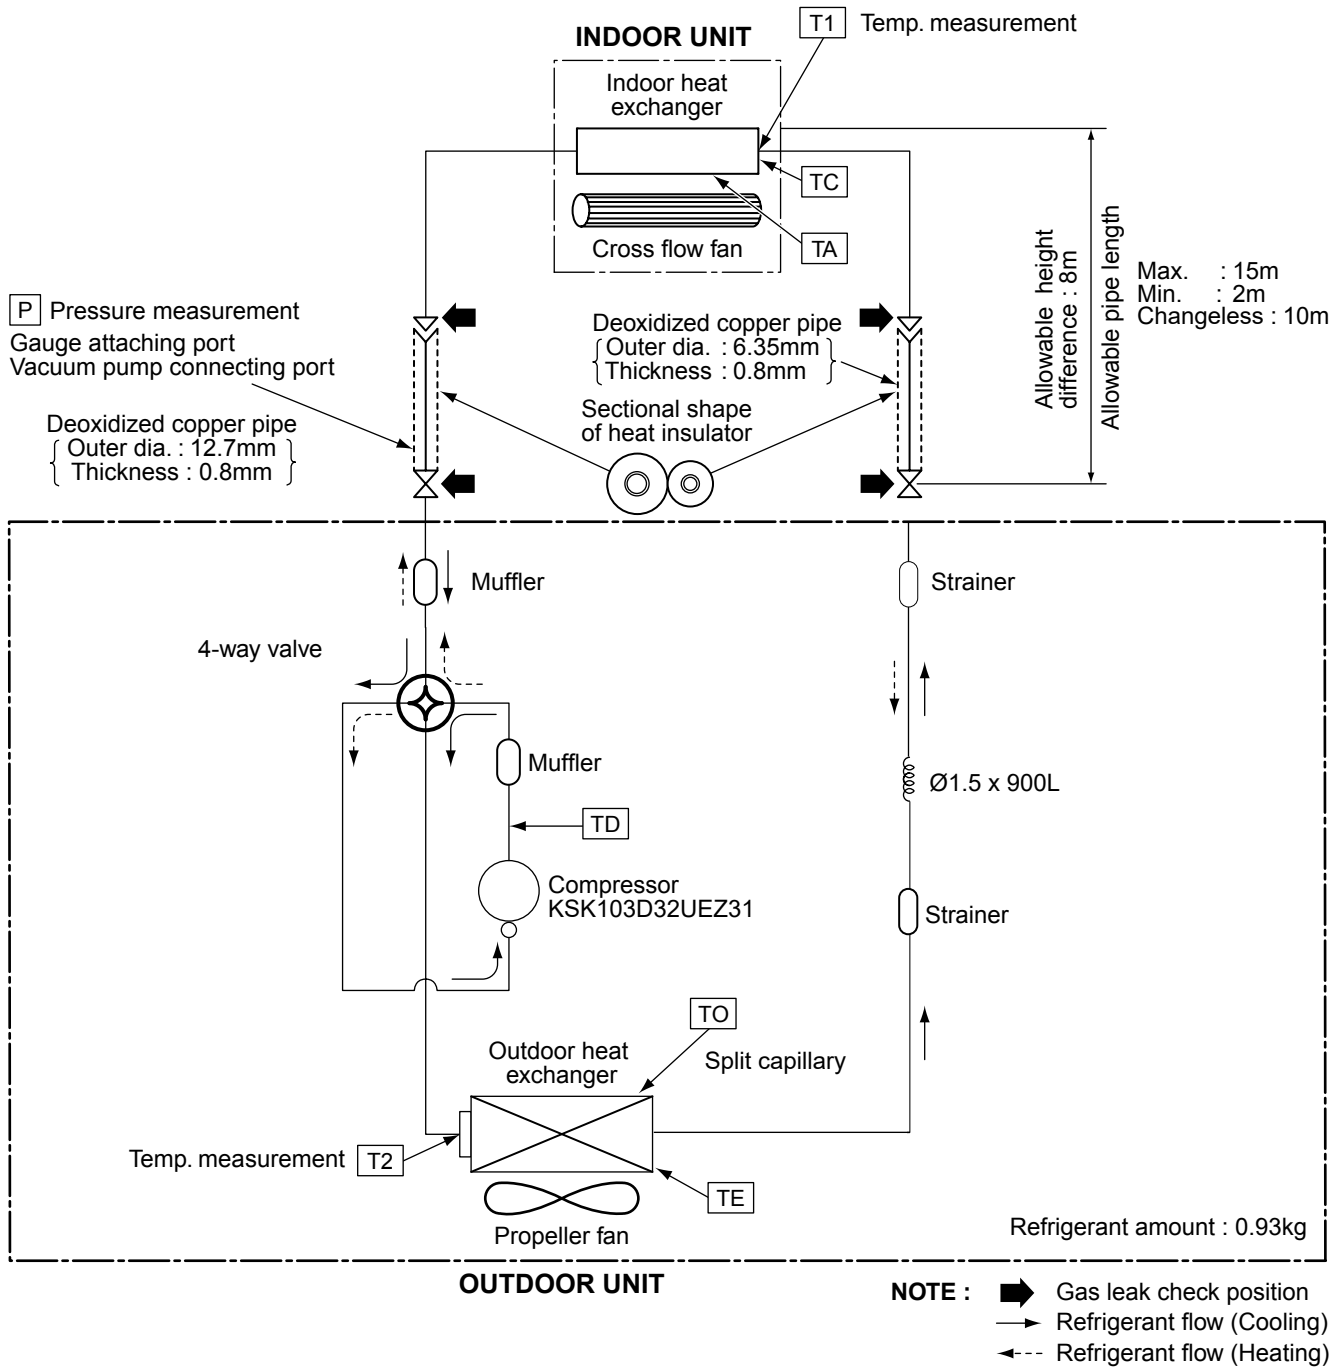 T1 Temp. measurement
INDOOR UNIT
Indoor heat
exchanger
TC
TA
Cross flow fan
Allowable height
difference : 8m
Allowable pipe length
Max. : 15m
Min. : 2m
Changeless : 10m
P Pressure measurement
Gauge attaching port
Vacuum pump connecting port
Deoxidized copper pipe
Outer dia. : 12.7mm
Thickness : 0.8mm
Deoxidized copper pipe
Outer dia. : 6.35mm
Thickness : 0.8mm
Sectional shape
of heat insulator
Muffler
Strainer
4-way valve
Muffler
Ø1.5 x 900L
TD
Compressor
KSK103D32UEZ31
Strainer
TO
Outdoor heat
exchanger
Split capillary
Temp. measurement T2
TE
Propeller fan
Refrigerant amount : 0.93kg
OUTDOOR UNIT
NOTE : Gas leak check position
Refrigerant flow (Cooling)
Refrigerant flow (Heating)